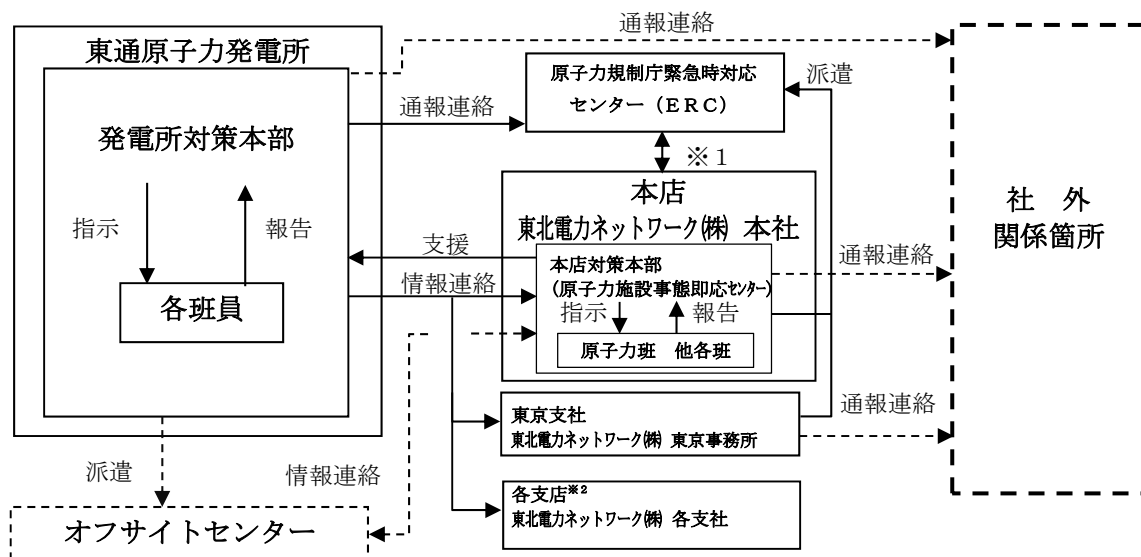 通報連絡
東通原子力発電所
原子力規制庁緊急時対応
センター（ＥＲＣ）
派遣
通報連絡
発電所対策本部
※１
本店
東北電力ネットワーク㈱ 本社
社　外
関係箇所
指示
報告
支援
通報連絡
本店対策本部
（原子力施設事態即応センター）
情報連絡
各班員
指示
報告
原子力班　他各班
通報連絡
東京支社
東北電力ネットワーク㈱ 東京事務所
派遣
情報連絡
各支店※2
東北電力ネットワーク㈱ 各支社
オフサイトセンター